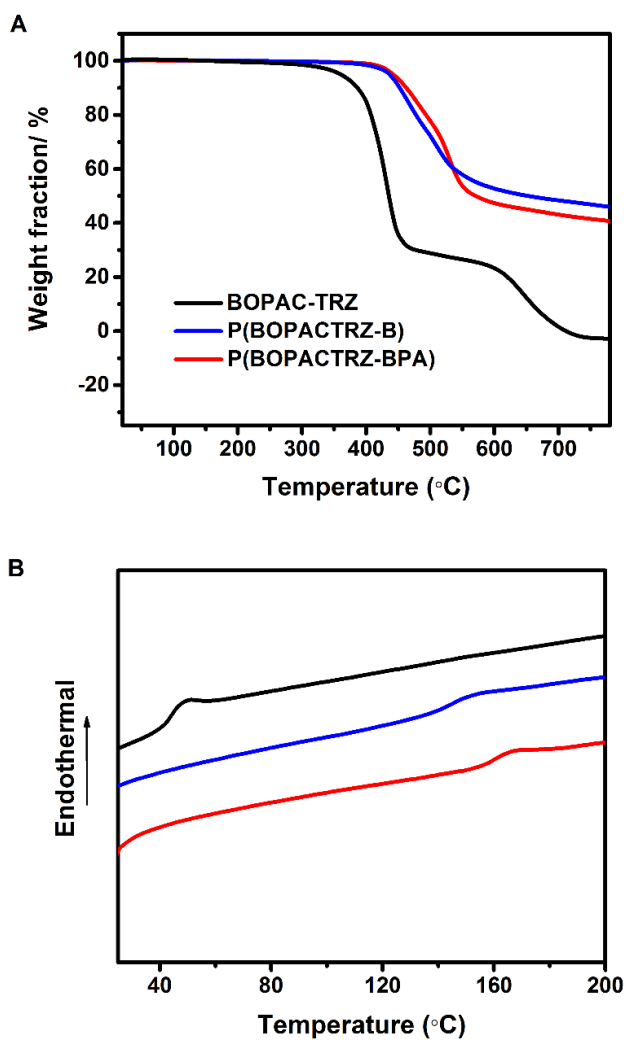 A
Weight fraction/ %
100
80
60
40
20
0
-20
BOPAC-TRZ
P(BOPACTRZ-B)
P(BOPACTRZ-BPA)
100 200 300 400 500 600 700
Temperature (°C)
B
Endothermal
40 80 120 160 200
Temperature (°C)